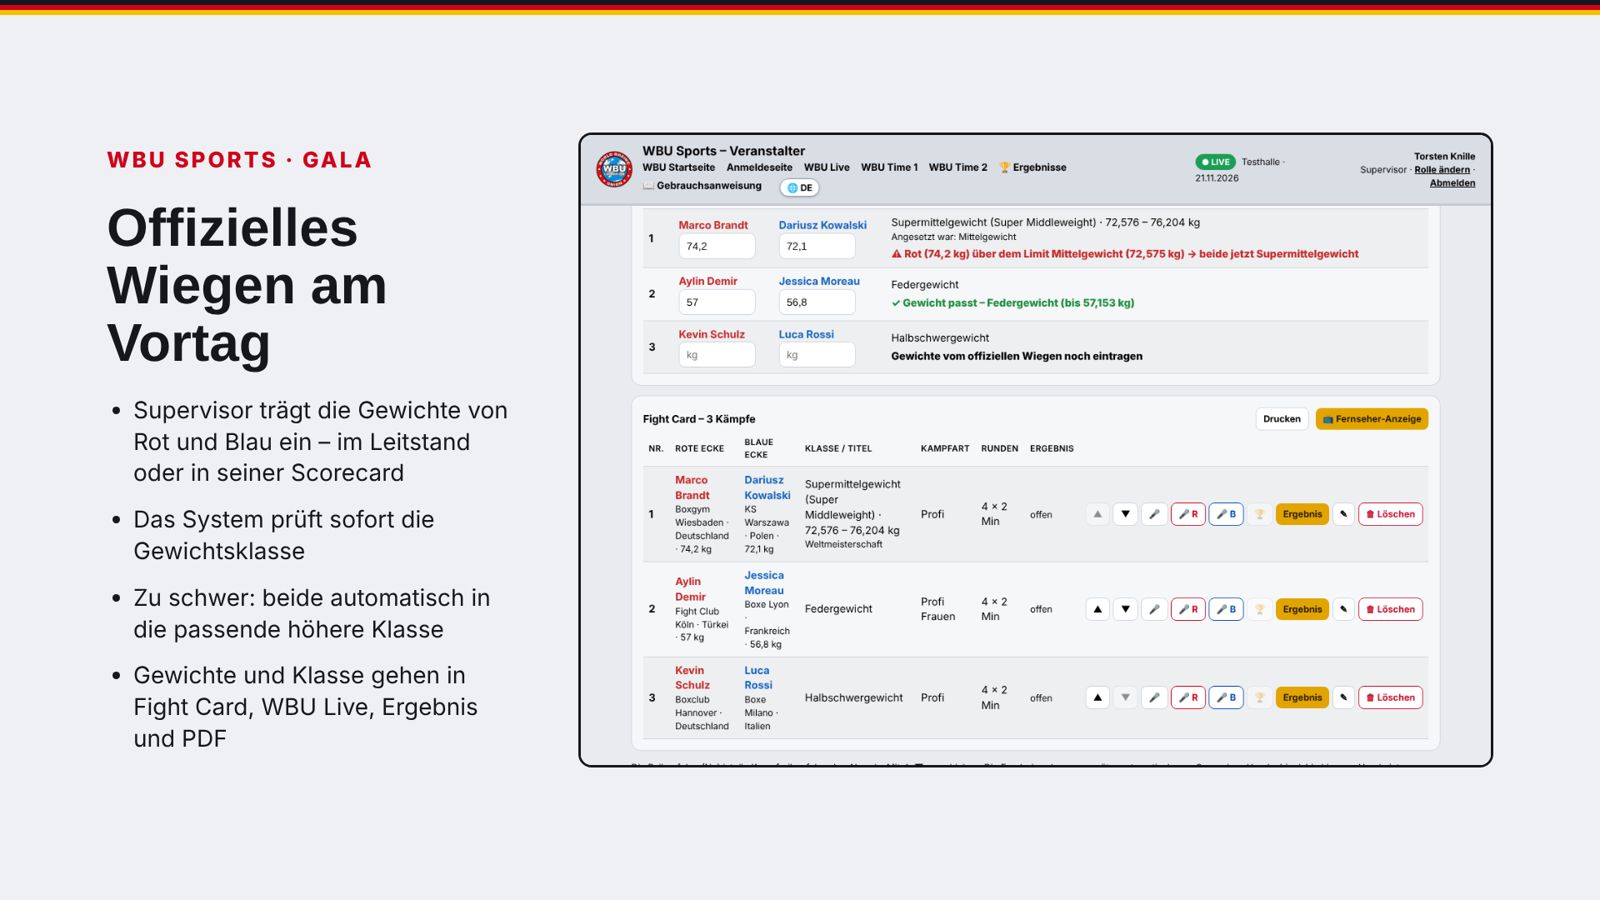 WBU SPORTS · GALA
Offizielles
Wiegen am
Vortag
• Supervisor trägt die Gewichte von
Rot und Blau ein – im Leitstand
oder in seiner Scorecard
• Das System prüft sofort die
Gewichtsklasse
• Zu schwer: beide automatisch in
die passende höhere Klasse
• Gewichte und Klasse gehen in
Fight Card, WBU Live, Ergebnis
und PDF
WBU
WBU Sports – Veranstalter
WBU Startseite Anmeldeseite WBU Live WBU Time 1 WBU Time 2 🏆 Ergebnisse
📖 Gebrauchsanweisung 🌐 DE
● LIVE Testhalle ·
21.11.2026
Torsten Knille
Supervisor · Rolle ändern ·
Abmelden
1 Marco Brandt Dariusz Kowalski
74,2 72,1
Supermittelgewicht (Super Middleweight) · 72,576 – 76,204 kg
Angesetzt war: Mittelgewicht
⚠ Rot (74,2 kg) über dem Limit Mittelgewicht (72,575 kg) → beide jetzt Supermittelgewicht
2 Aylin Demir Jessica Moreau
57 56,8
Federgewicht
✓ Gewicht passt – Federgewicht (bis 57,153 kg)
3 Kevin Schulz Luca Rossi
kg kg
Halbschwergewicht
Gewichte vom offiziellen Wiegen noch eintragen
Fight Card – 3 Kämpfe
Drucken 📺 Fernseher-Anzeige
NR. ROTE ECKE BLAUE ECKE KLASSE / TITEL KAMPFART RUNDEN ERGEBNIS
1
Marco
Brandt
Boxgym
Wiesbaden ·
Deutschland
· 74,2 kg
Dariusz
Kowalski
KS
Warszawa
· Polen ·
72,1 kg
Supermittelgewicht
(Super
Middleweight) ·
72,576 – 76,204 kg
Weltmeisterschaft
Profi
4 × 2
Min
offen
▲ ▼ 🎤 🎤 R 🎤 B 🏆 Ergebnis ✎ 🗑 Löschen
2
Aylin
Demir
Fight Club
Köln · Türkei
· 57 kg
Jessica
Moreau
Boxe Lyon
·
Frankreich
· 56,8 kg
Federgewicht
Profi
Frauen
4 × 2
Min
offen
▲ ▼ 🎤 🎤 R 🎤 B 🏆 Ergebnis ✎ 🗑 Löschen
3
Kevin
Schulz
Boxclub
Hannover ·
Deutschland
Luca
Rossi
Boxe
Milano ·
Italien
Halbschwergewicht
Profi
4 × 2
Min
offen
▲ ▼ 🎤 🎤 R 🎤 B 🏆 Ergebnis ✎ 🗑 Löschen